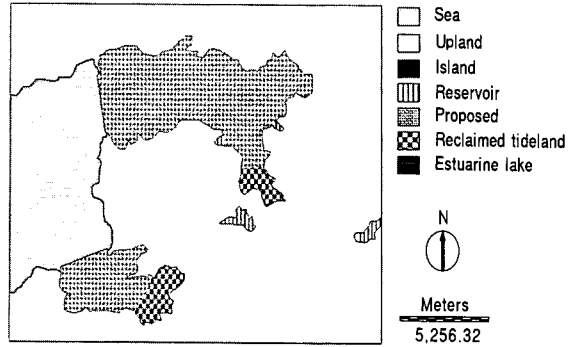 Sea
Upland
Island
Reservoir
Proposed
Reclaimed tideland
Estuarine lake
N
Meters
5,256.32